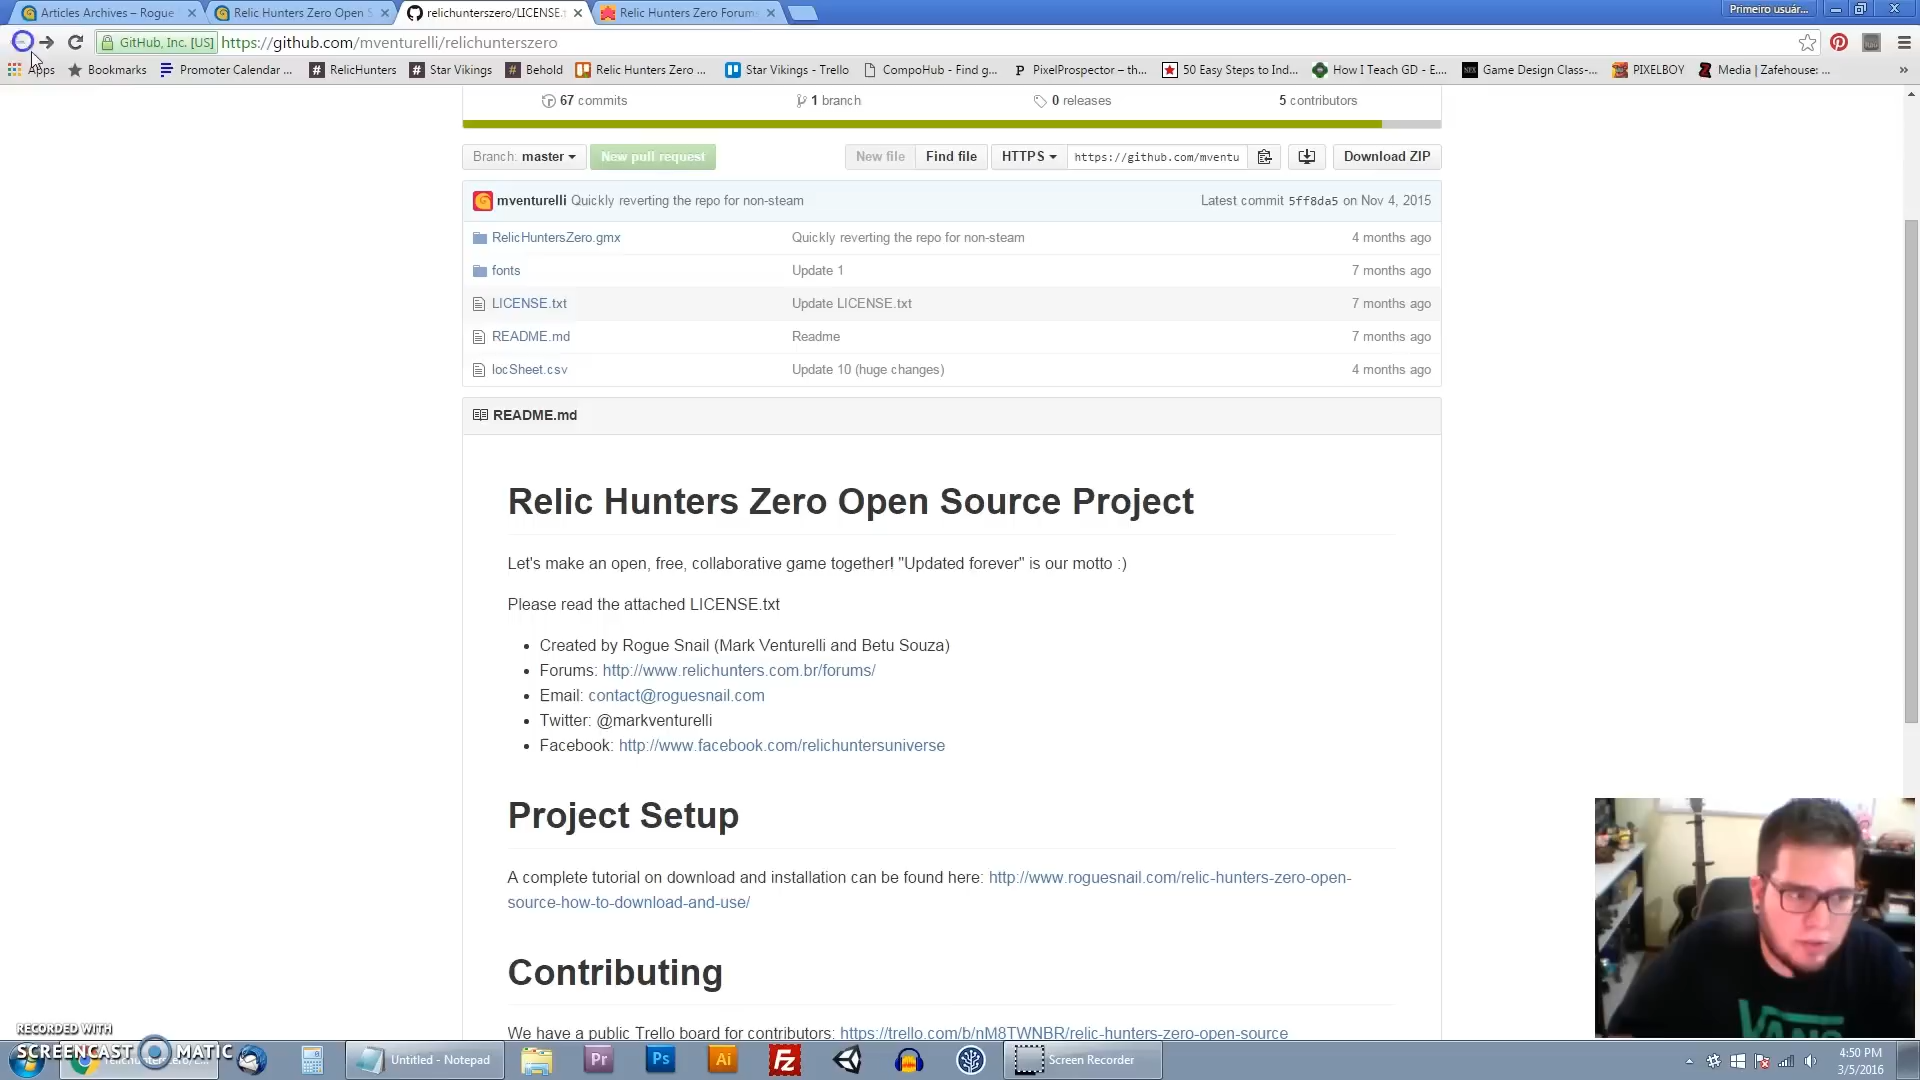 Articles Archives – Rogue
Relic Hunters Zero Open S
relichunterszero/LICENSE.t
Relic Hunters Zero Forum
Primeiro usuár...
GitHub, Inc. [US]
https://github.com/mventurelli/relichunterszero
Apps
Bookmarks
Promoter Calendar ...
RelicHunters
Star Vikings
Behold
Relic Hunters Zero ...
Star Vikings - Trello
CompoHub - Find g...
PixelProspector – th...
50 Easy Steps to Ind...
How I Teach GD - E...
Game Design Class-...
PIXELBOY
Media | Zafehouse: ...
67 commits
1 branch
0 releases
5 contributors
Branch: master
New pull request
New file
Find file
HTTPS
https://github.com/mventu
Download ZIP
mventurelli Quickly reverting the repo for non-steam
Latest commit 5ff8da5 on Nov 4, 2015
RelicHuntersZero.gmx
Quickly reverting the repo for non-steam
4 months ago
fonts
Update 1
7 months ago
LICENSE.txt
Update LICENSE.txt
7 months ago
README.md
Readme
7 months ago
locSheet.csv
Update 10 (huge changes)
4 months ago
README.md
Relic Hunters Zero Open Source Project
Let's make an open, free, collaborative game together! "Updated forever" is our motto :)
Please read the attached LICENSE.txt
• Created by Rogue Snail (Mark Venturelli and Betu Souza)
• Forums: http://www.relichunters.com.br/forums/
• Email: contact@roguesnail.com
• Twitter: @markventurelli
• Facebook: http://www.facebook.com/relichuntersuniverse
Project Setup
A complete tutorial on download and installation can be found here: http://www.roguesnail.com/relic-hunters-zero-open-
source-how-to-download-and-use/
Contributing
We have a public Trello board for contributors: https://trello.com/b/nM8TWNBR/relic-hunters-zero-open-source
VANS
RECORDED WITH
SCREENCAST MATIC
Untitled - Notepad
Pr
Ps
Ai
Fz
Screen Recorder
4:50 PM
3/5/2016